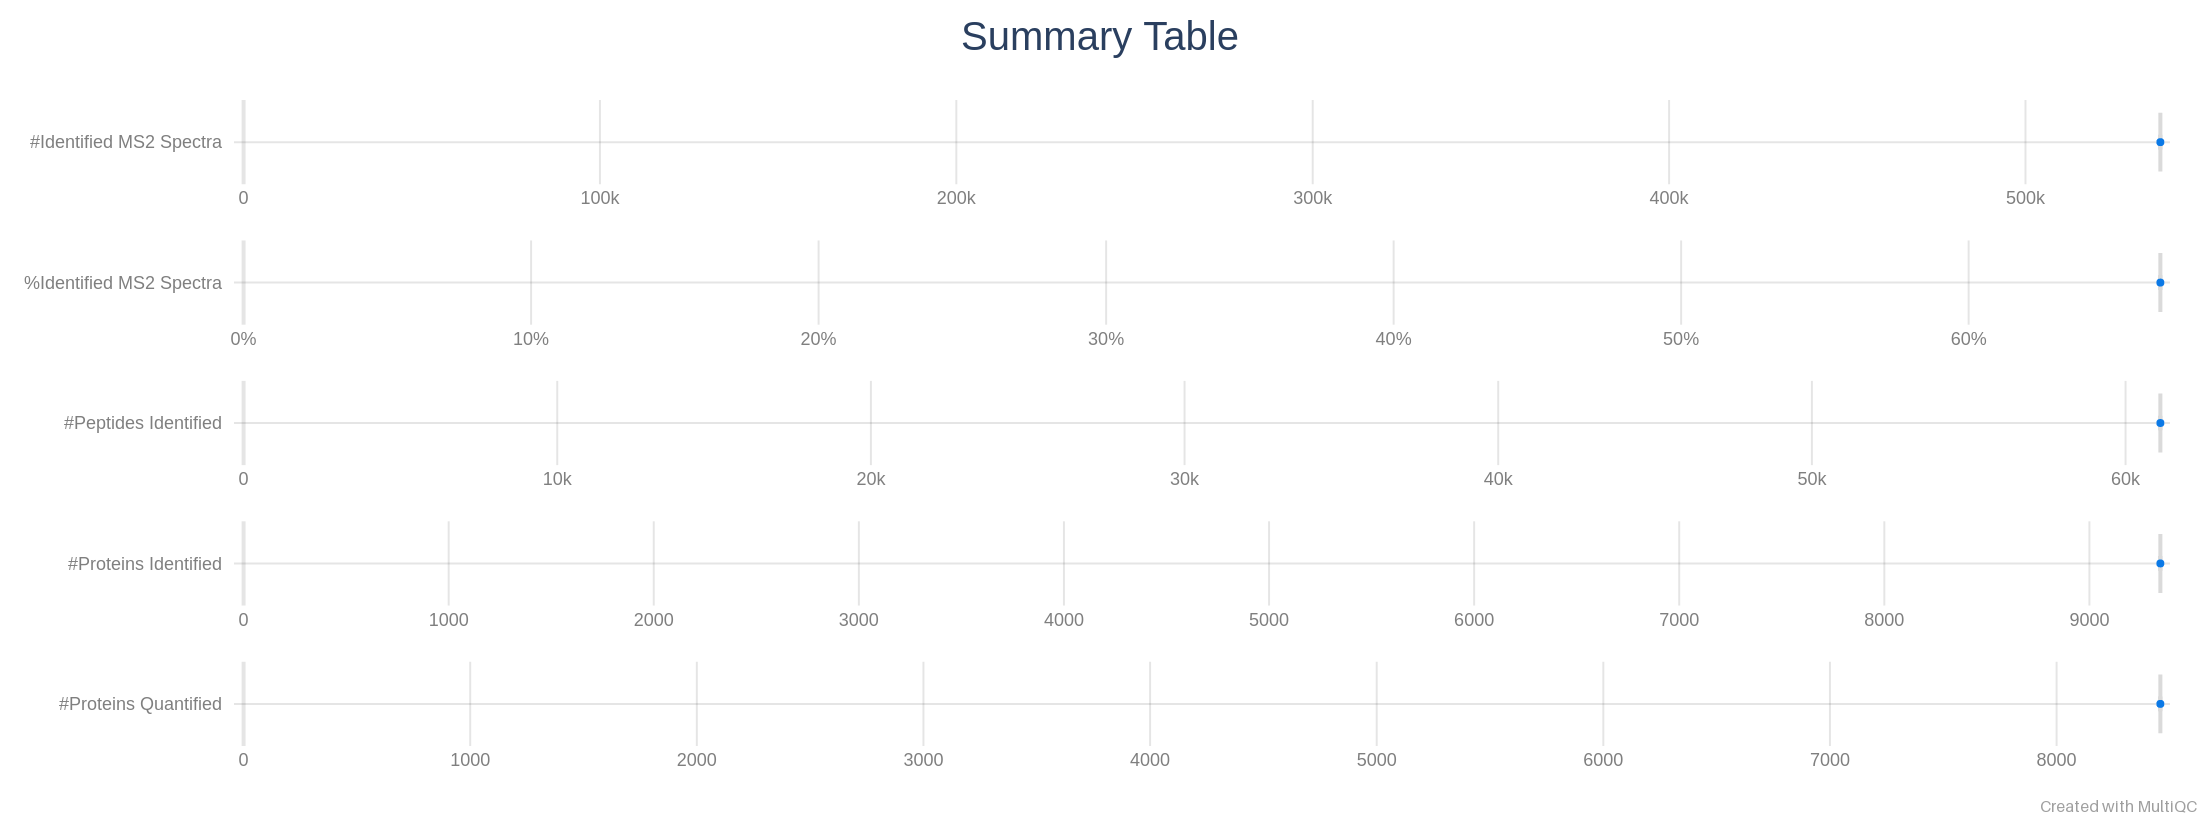 Summary Table
#Identified MS2 Spectra
0 100k 200k 300k 400k 500k
%Identified MS2 Spectra
0% 10% 20% 30% 40% 50% 60%
#Peptides Identified
0 10k 20k 30k 40k 50k 60k
#Proteins Identified
0 1000 2000 3000 4000 5000 6000 7000 8000 9000
#Proteins Quantified
0 1000 2000 3000 4000 5000 6000 7000 8000
Created with MultiQC